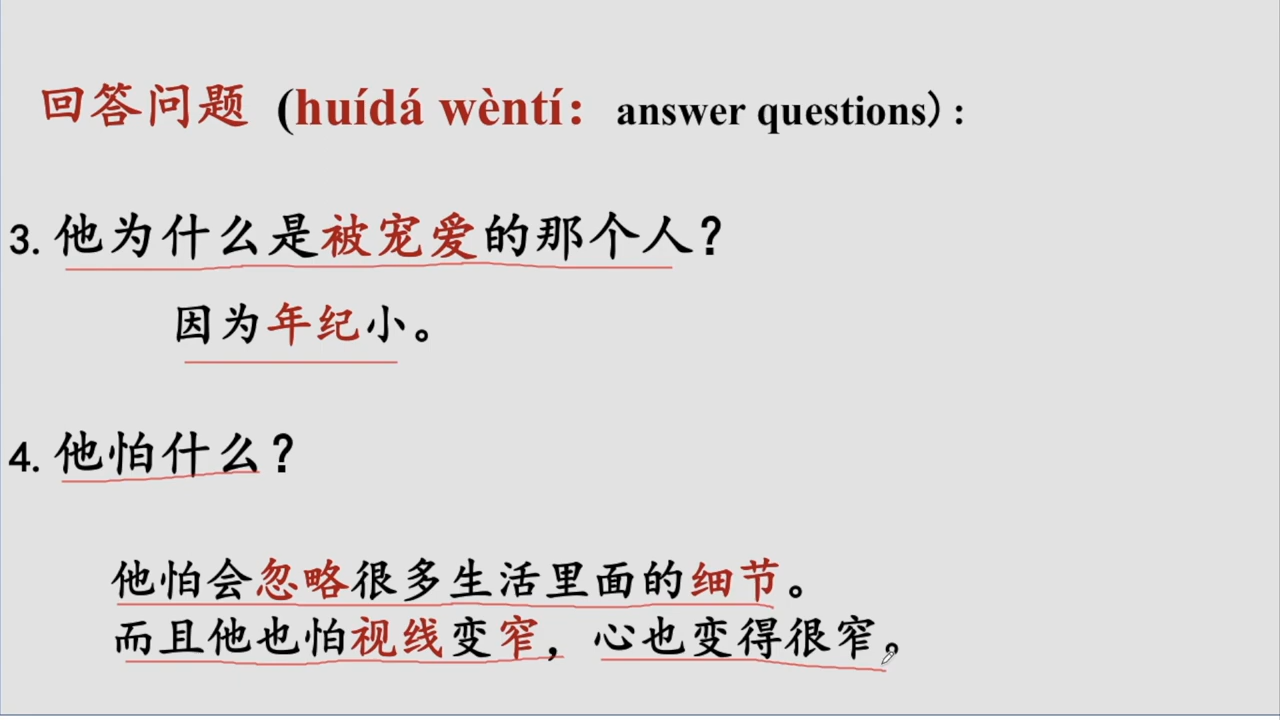 回答问题 (huídá wèntí： answer questions）:
3. 他为什么是被宠爱的那个人？
因为年纪小。
4. 他怕什么？
他怕会忽略很多生活里面的细节。
而且他也怕视线变窄，心也变得很窄。